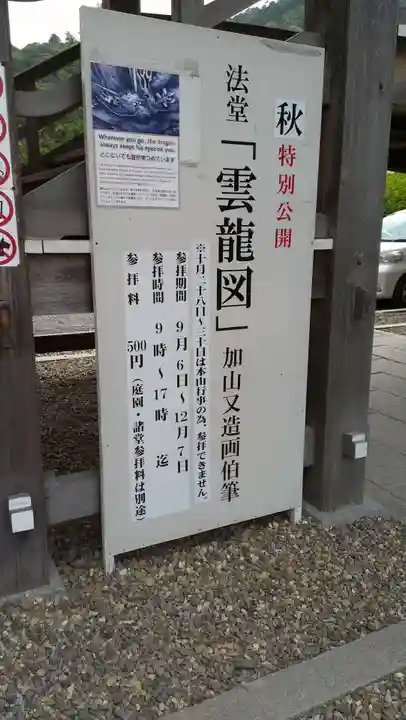 秋 特別公開
法堂「雲龍図」加山又造画伯筆
※十月二十八日~三十日は本山行事の為、参拝できません。
参拝期間 9月6日~12月7日
参拝時間 9時~17時 迄
参拝料 500円(庭園・諸堂参拝料は別途)
Wherever you go, the dragon
always keeps his eyes on you.